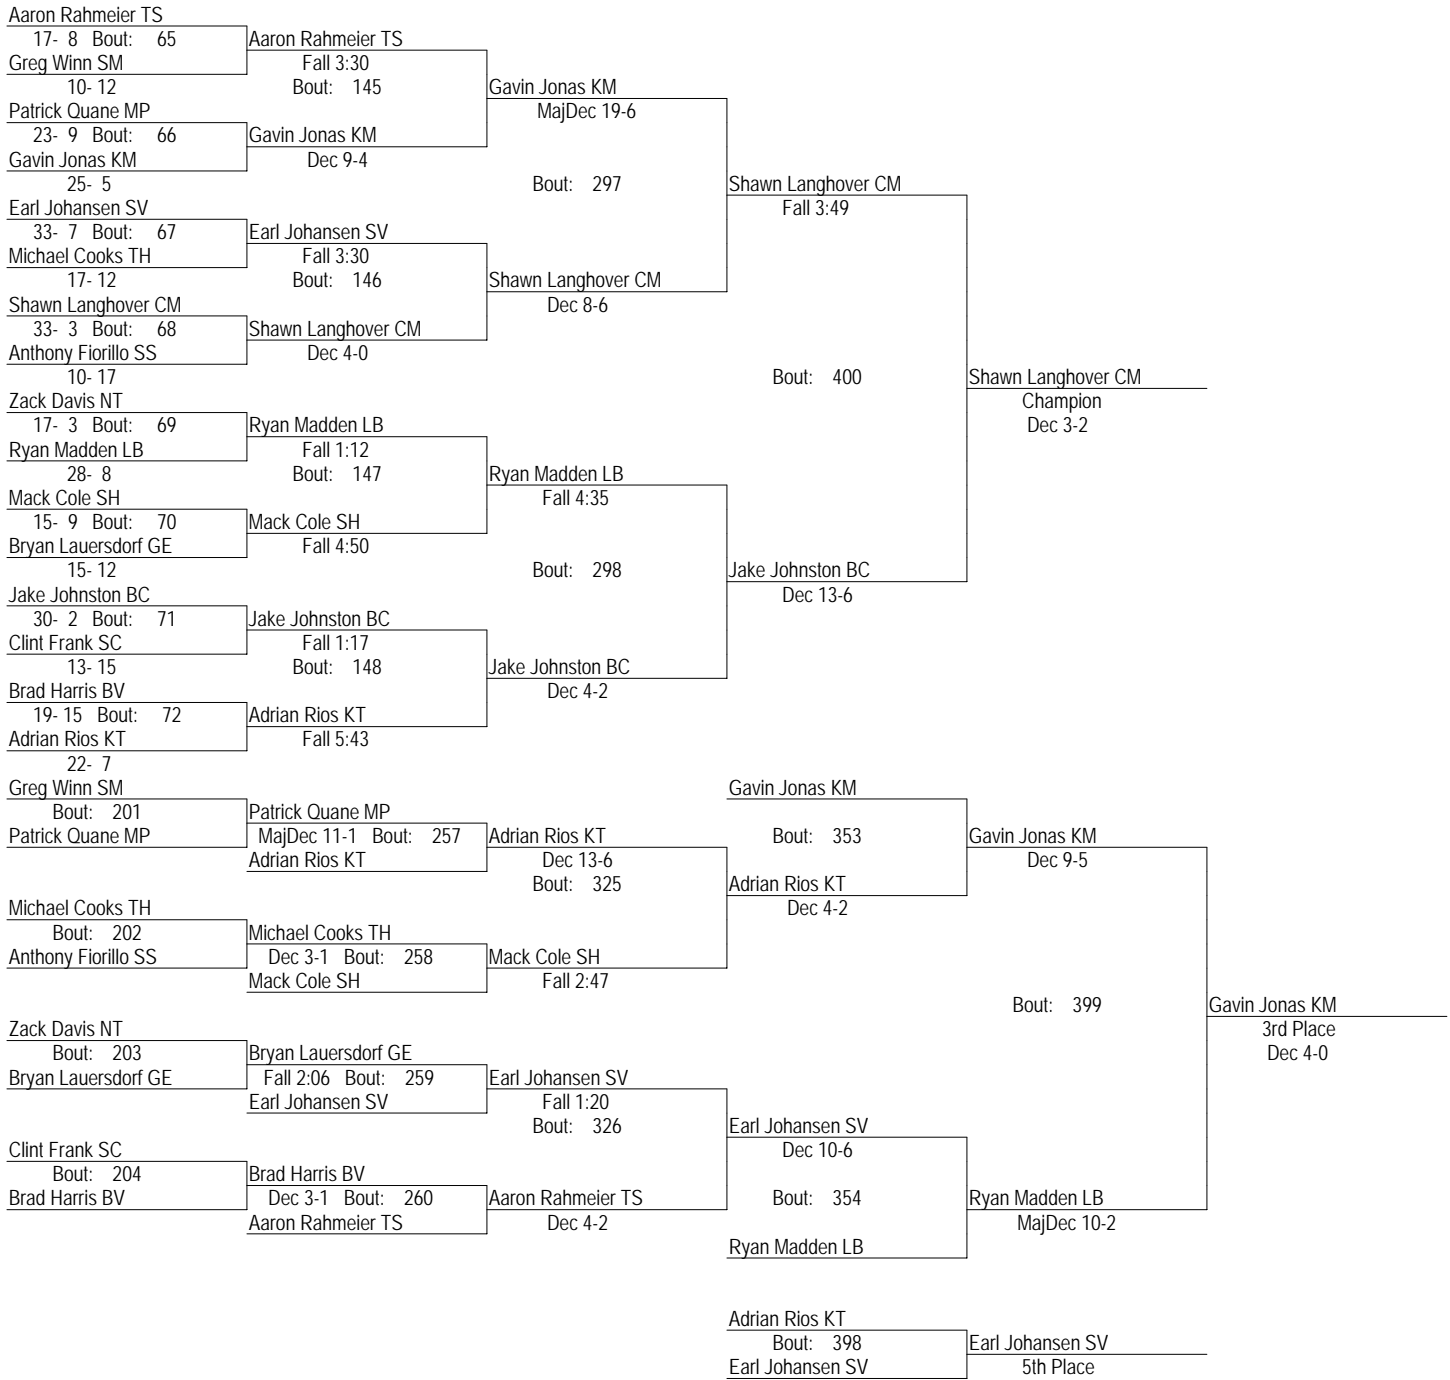 Aaron Rahmeier TS
17- 8 Bout: 65 Aaron Rahmeier TS
Greg Winn SM Fall 3:30
10- 12 Bout: 145 Gavin Jonas KM
Patrick Quane MP MajDec 19-6
23- 9 Bout: 66 Gavin Jonas KM
Gavin Jonas KM Dec 9-4
25- 5 Bout: 297 Shawn Langhover CM
Earl Johansen SV Fall 3:49
33- 7 Bout: 67 Earl Johansen SV
Michael Cooks TH Fall 3:30
17- 12 Bout: 146 Shawn Langhover CM
Shawn Langhover CM Dec 8-6
33- 3 Bout: 68 Shawn Langhover CM
Anthony Fiorillo SS Dec 4-0
10- 17 Bout: 400 Shawn Langhover CM
Zack Davis NT Champion
17- 3 Bout: 69 Ryan Madden LB Dec 3-2
Ryan Madden LB Fall 1:12
28- 8 Bout: 147 Ryan Madden LB
Mack Cole SH Fall 4:35
15- 9 Bout: 70 Mack Cole SH
Bryan Lauersdorf GE Fall 4:50
15- 12 Bout: 298 Jake Johnston BC
Jake Johnston BC Dec 13-6
30- 2 Bout: 71 Jake Johnston BC
Clint Frank SC Fall 1:17
13- 15 Bout: 148 Jake Johnston BC
Brad Harris BV Dec 4-2
19- 15 Bout: 72 Adrian Rios KT
Adrian Rios KT Fall 5:43
22- 7
Greg Winn SM Gavin Jonas KM
Bout: 201 Patrick Quane MP
Patrick Quane MP MajDec 11-1 Bout: 257 Adrian Rios KT Bout: 353 Gavin Jonas KM
Adrian Rios KT Dec 13-6 Dec 9-5
Bout: 325 Adrian Rios KT
Michael Cooks TH Dec 4-2
Bout: 202 Michael Cooks TH
Anthony Fiorillo SS Dec 3-1 Bout: 258 Mack Cole SH
Mack Cole SH Fall 2:47
Bout: 399 Gavin Jonas KM
Zack Davis NT 3rd Place
Bout: 203 Bryan Lauersdorf GE Dec 4-0
Bryan Lauersdorf GE Fall 2:06 Bout: 259 Earl Johansen SV
Earl Johansen SV Fall 1:20
Bout: 326 Earl Johansen SV
Clint Frank SC Dec 10-6
Bout: 204 Brad Harris BV
Brad Harris BV Dec 3-1 Bout: 260 Aaron Rahmeier TS Bout: 354 Ryan Madden LB
Aaron Rahmeier TS Dec 4-2 MajDec 10-2
Ryan Madden LB
Adrian Rios KT
Bout: 398 Earl Johansen SV
Earl Johansen SV 5th Place